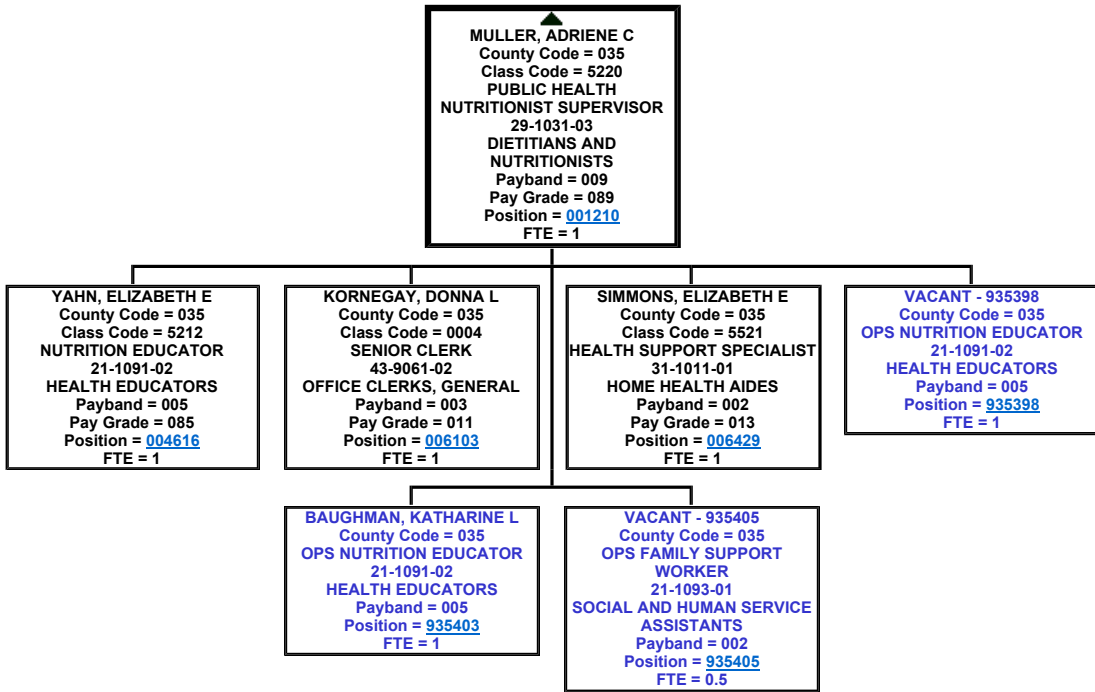 MULLER, ADRIENE C
County Code = 035
Class Code = 5220
PUBLIC HEALTH
NUTRITIONIST SUPERVISOR
29-1031-03
DIETITIANS AND
NUTRITIONISTS
Payband = 009
Pay Grade = 089
Position = 001210
FTE = 1
YAHN, ELIZABETH E
County Code = 035
Class Code = 5212
NUTRITION EDUCATOR
21-1091-02
HEALTH EDUCATORS
Payband = 005
Pay Grade = 085
Position = 004616
FTE = 1
KORNEGAY, DONNA L
County Code = 035
Class Code = 0004
SENIOR CLERK
43-9061-02
OFFICE CLERKS, GENERAL
Payband = 003
Pay Grade = 011
Position = 006103
FTE = 1
SIMMONS, ELIZABETH E
County Code = 035
Class Code = 5521
HEALTH SUPPORT SPECIALIST
31-1011-01
HOME HEALTH AIDES
Payband = 002
Pay Grade = 013
Position = 006429
FTE = 1
VACANT - 935398
County Code = 035
OPS NUTRITION EDUCATOR
21-1091-02
HEALTH EDUCATORS
Payband = 005
Position = 935398
FTE = 1
BAUGHMAN, KATHARINE L
County Code = 035
OPS NUTRITION EDUCATOR
21-1091-02
HEALTH EDUCATORS
Payband = 005
Position = 935403
FTE = 1
VACANT - 935405
County Code = 035
OPS FAMILY SUPPORT
WORKER
21-1093-01
SOCIAL AND HUMAN SERVICE
ASSISTANTS
Payband = 002
Position = 935405
FTE = 0.5